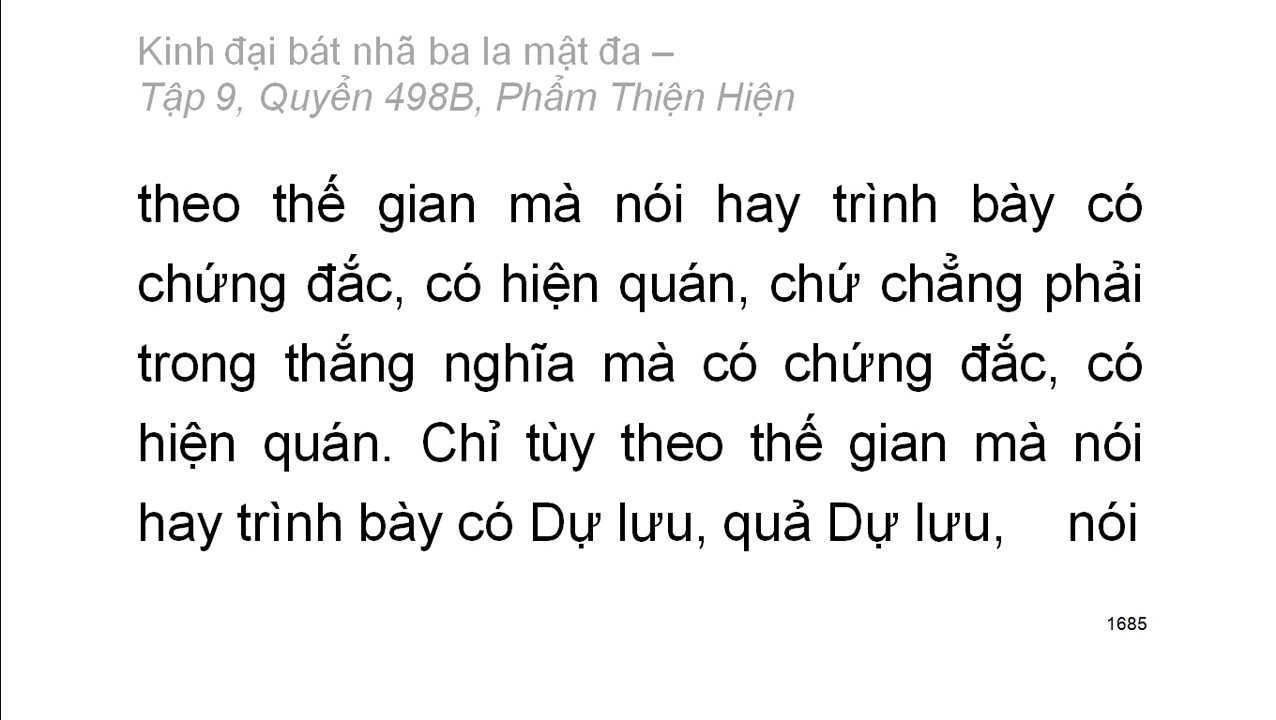 Kinh đại bát nhã ba la mật đa –
Tập 9, Quyển 498B, Phẩm Thiện Hiện
theo thế gian mà nói hay trình bày có
chứng đắc, có hiện quán, chứ chẳng phải
trong thắng nghĩa mà có chứng đắc, có
hiện quán. Chỉ tùy theo thế gian mà nói
hay trình bày có Dự lưu, quả Dự lưu, nói
1685